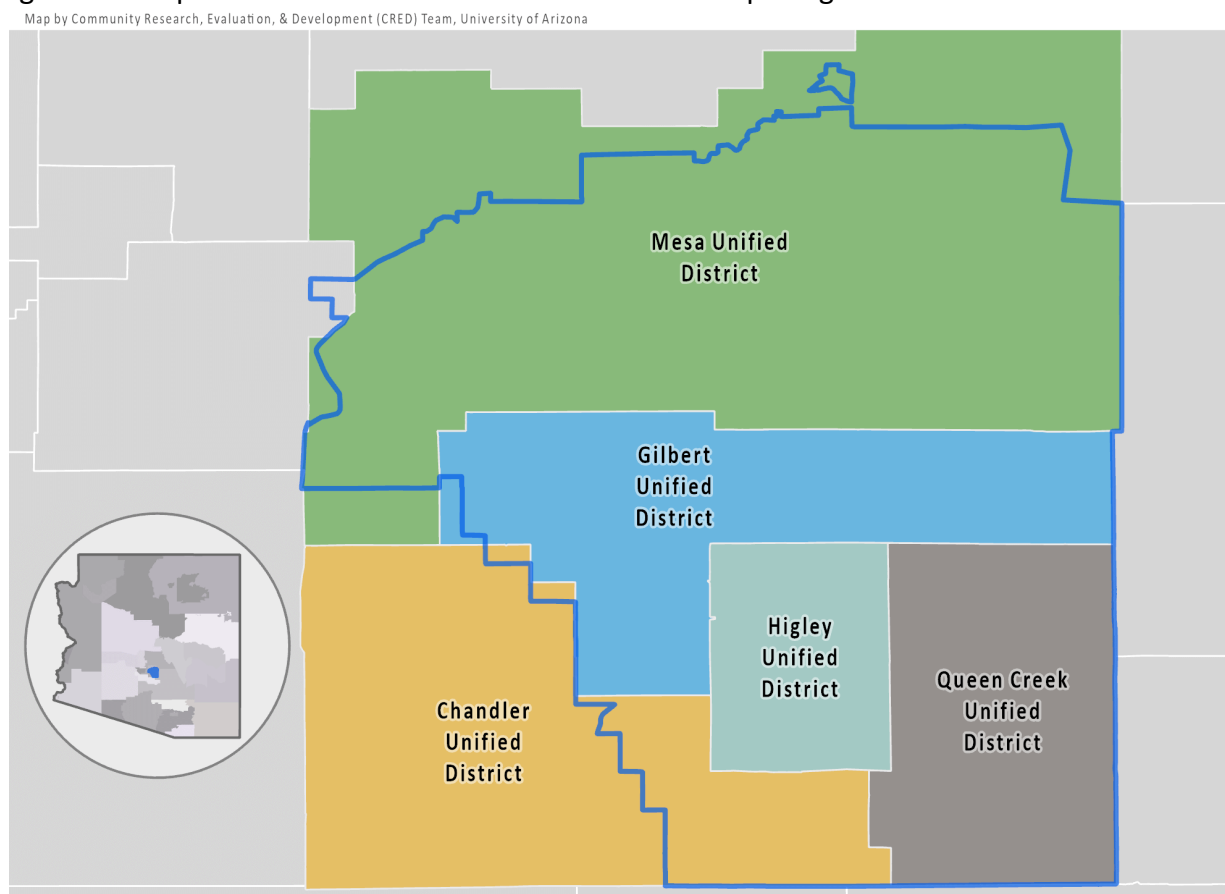 Map by Community Research, Evaluation, & Development (CRED) Team, University of Arizona
Mesa Unified
District
Gilbert
Unified
District
Higley
Unified
District
Queen Creek
Unified
District
Chandler
Unified
District